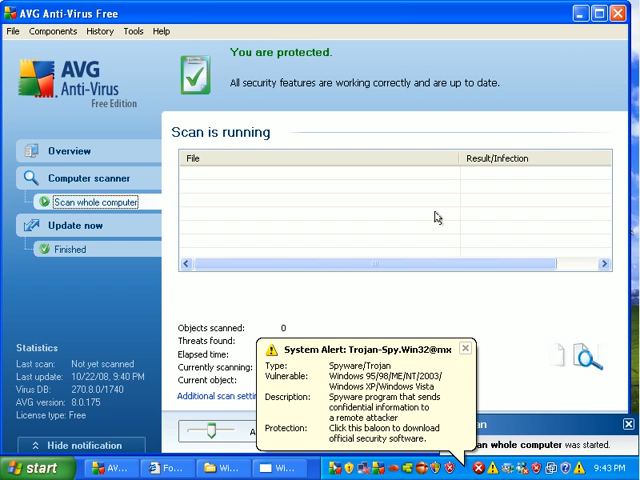 AVG Anti-Virus Free
File Components History Tools Help
You are protected.
All security features are working correctly and are up to date.
AVG
Anti-Virus
Free Edition
Scan is running
File Result/Infection
Overview
Computer scanner
Scan whole computer
Update now
Finished
Objects scanned: 0
Threats found:
Elapsed time:
Currently scanning:
Current object:
Additional scan
Statistics
Last scan: Not yet scanned
Last update: 10/22/08, 9:40 PM
Virus DB: 270.8.0/1740
AVG version: 8.0.175
License type: Free
Hide notification
System Alert: Trojan-Spy.Win32@mx
Type: Spyware/Trojan
Vulnerable: Windows 95/98/ME/NT/2003/
Windows XP/Windows Vista
Description: Spyware program that sends
confidential information to
a remote attacker
Protection: Click this baloon to download
official security software.
an whole computer was started.
start AV... Fo... Wi... Wi... 9:43 PM